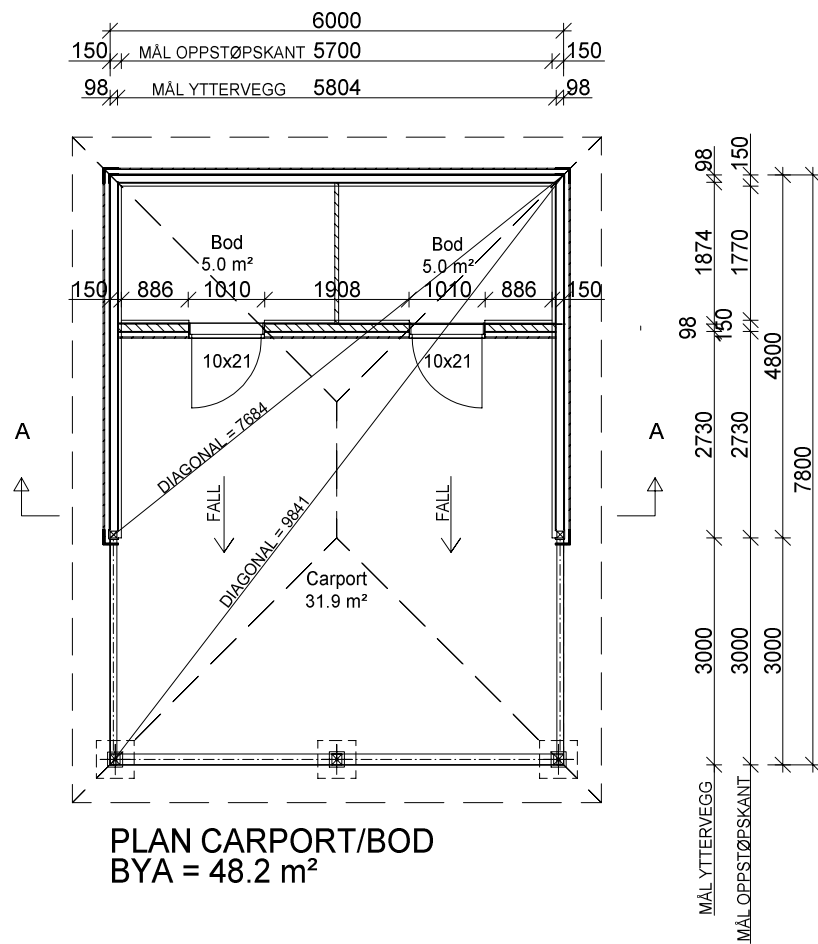 6000
150 MÅL OPPSTØPSKANT 5700 150
98 MÅL YTTERVEGG 5804 98
Bod
5.0 m²
Bod
5.0 m²
150 886 1010 1908 1010 886 150
10x21
10x21
DIAGONAL = 7684
DIAGONAL = 9841
A
A
FALL
FALL
Carport
31.9 m²
98
1874
98
2730
3000
MÅL YTTERVEGG
150
1770
150
2730
3000
MÅL OPPSTØPSKANT
4800
3000
7800
PLAN CARPORT/BOD
BYA = 48.2 m²